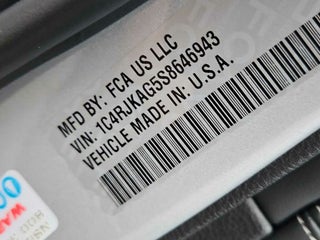 MFD BY: FCA US LLC
VIN: 1C4RJKAG5S8646943
VEHICLE MADE IN: U.S.A.